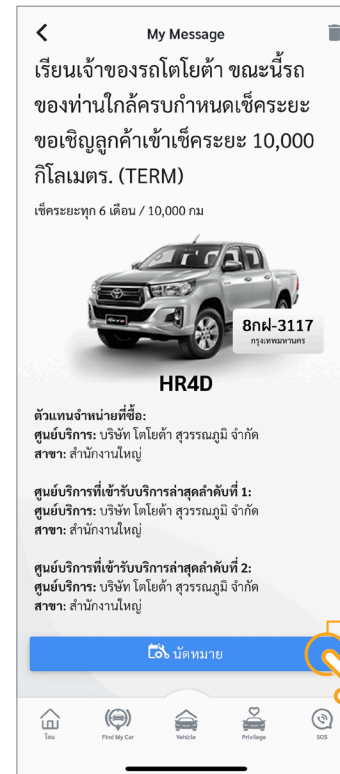 My Message
เรียนเจ้าของรถโตโยต้า ขณะนี้รถ
ของท่านใกล้ครบกำหนดเช็คระยะ
ขอเชิญลูกค้าเข้าเช็คระยะ 10,000
กิโลเมตร. (TERM)
เช็คระยะทุก 6 เดือน / 10,000 กม
8กฝ-3117
กรุงเทพมหานคร
HR4D
ตัวแทนจำหน่ายที่ซื้อ:
ศูนย์บริการ: บริษัท โตโยต้า สุวรรณภูมิ จำกัด
สาขา: สำนักงานใหญ่
ศูนย์บริการที่เข้ารับบริการล่าสุดลำดับที่ 1:
ศูนย์บริการ: บริษัท โตโยต้า สุวรรณภูมิ จำกัด
สาขา: สำนักงานใหญ่
ศูนย์บริการที่เข้ารับบริการล่าสุดลำดับที่ 2:
ศูนย์บริการ: บริษัท โตโยต้า สุวรรณภูมิ จำกัด
สาขา: สำนักงานใหญ่
นัดหมาย
โฮม Find My Car Vehicle Privilege SOS